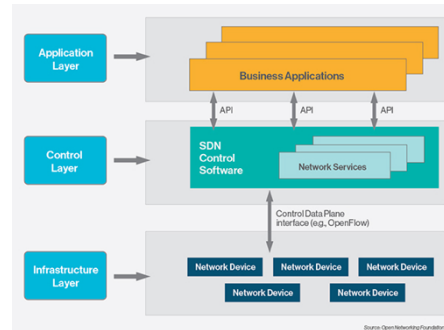 Application
Layer
Business Applications
API
API
API
Control
Layer
SDN
Control
Software
Network Services
Control Data Plane
interface (e.g., OpenFlow)
Infrastructure
Layer
Network Device
Network Device
Network Device
Network Device
Network Device
Source: Open Networking Foundation